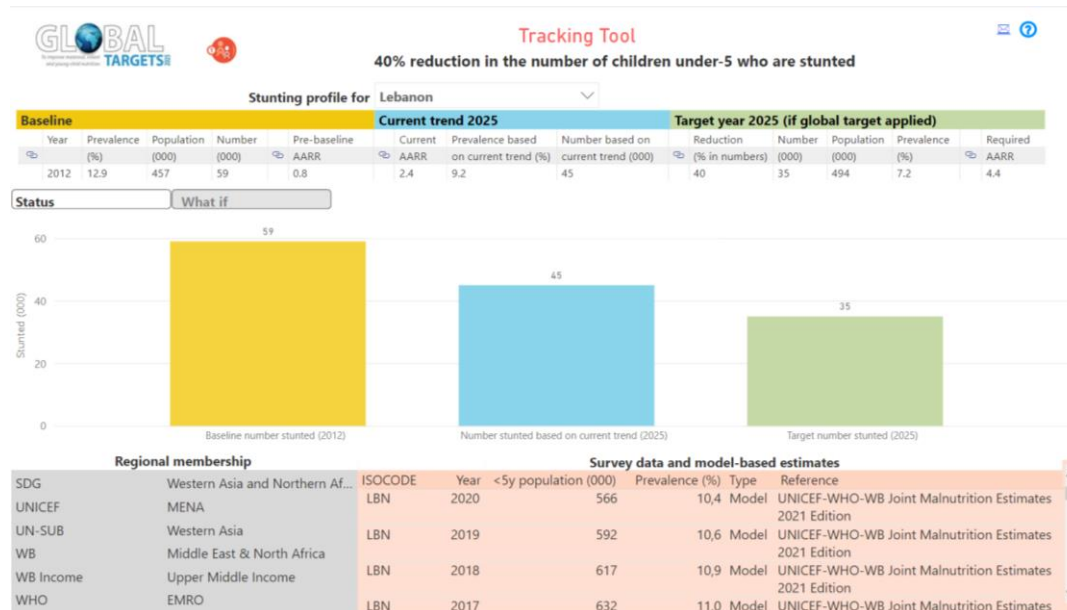 GLOBAL
TARGETS
Tracking Tool
40% reduction in the number of children under-5 who are stunted
Stunting profile for Lebanon
Baseline Current trend 2025 Target year 2025 (if global target applied)
Year Prevalence Population Number Pre-baseline Current Prevalence based Number based on Reduction Number Population Prevalence Required
(%) (000) (000) AARR AARR on current trend (%) current trend (000) (% in numbers) (000) (000) (%) AARR
2012 12.9 457 59 0.8 2.4 9.2 45 40 35 494 7.2 4.4
Status What if
59
60
45
40
35
20
0
Stunted (000)
Baseline number stunted (2012) Number stunted based on current trend (2025) Target number stunted (2025)
Regional membership
SDG Western Asia and Northern Af...
UNICEF MENA
UN-SUB Western Asia
WB Middle East & North Africa
WB Income Upper Middle Income
WHO EMRO
Survey data and model-based estimates
ISOCODE Year <5y population (000) Prevalence (%) Type Reference
LBN 2020 566 10,4 Model UNICEF-WHO-WB Joint Malnutrition Estimates
2021 Edition
LBN 2019 592 10,6 Model UNICEF-WHO-WB Joint Malnutrition Estimates
2021 Edition
LBN 2018 617 10,9 Model UNICEF-WHO-WB Joint Malnutrition Estimates
2021 Edition
LBN 2017 632 11,0 Model UNICEF-WHO-WB Joint Malnutrition Estimates